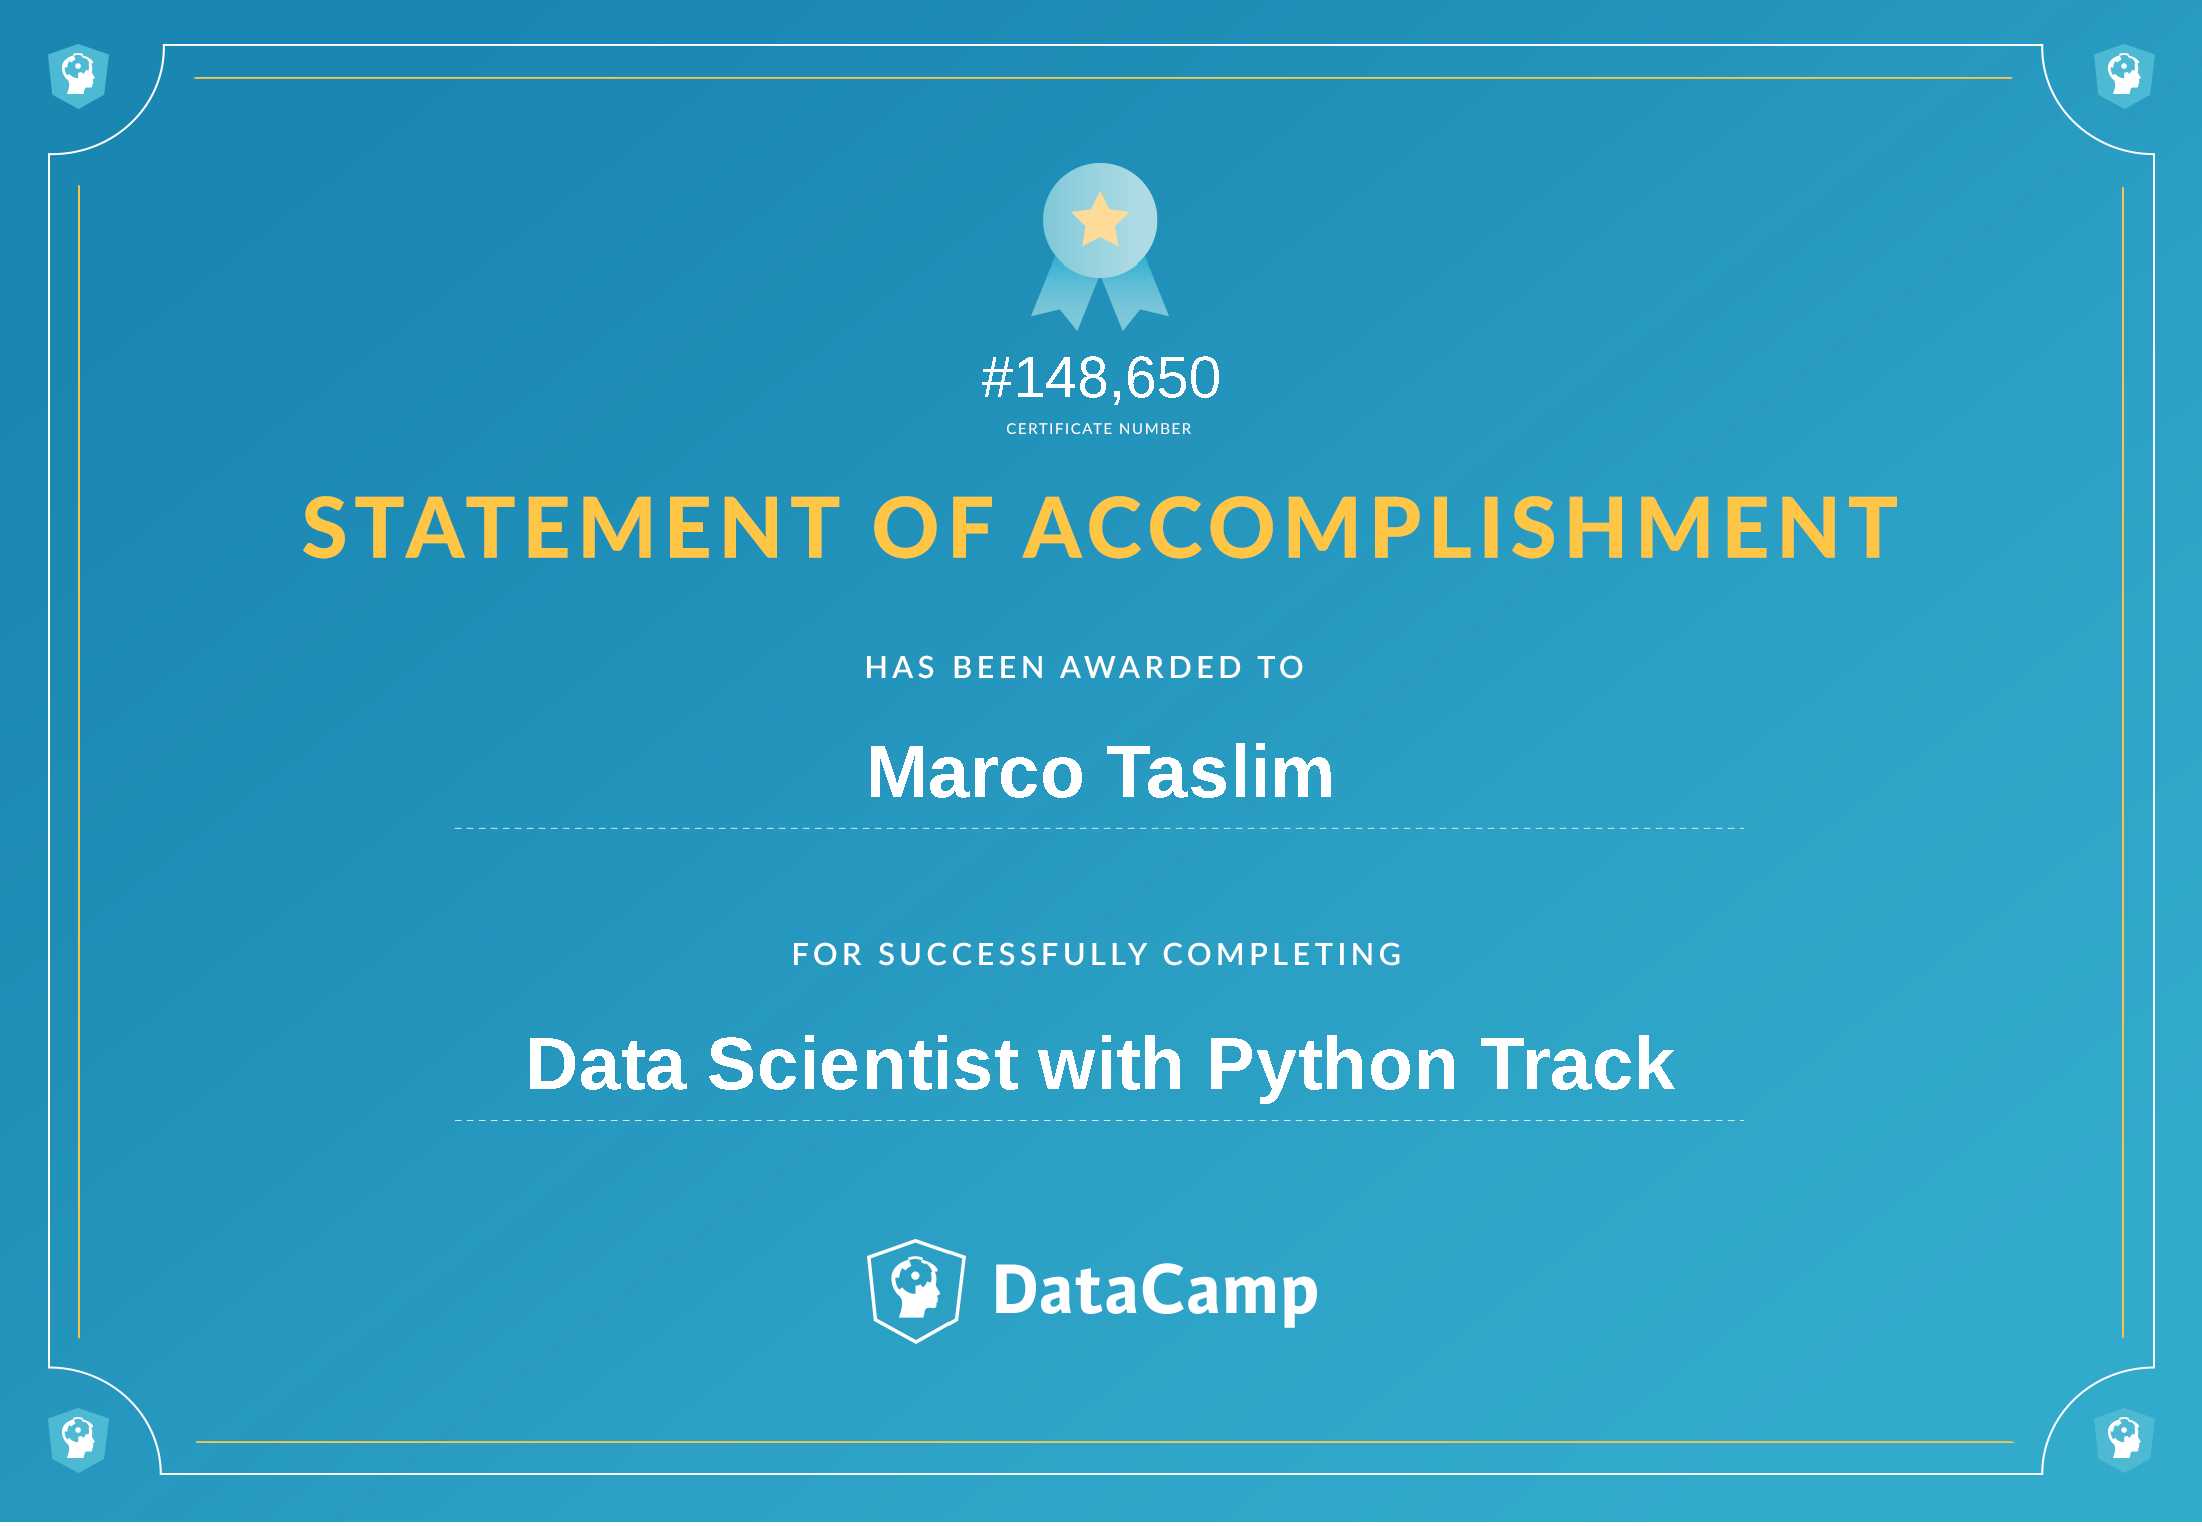 #148,650
CERTIFICATE NUMBER
STATEMENT OF ACCOMPLISHMENT
HAS BEEN AWARDED TO
Marco Taslim
FOR SUCCESSFULLY COMPLETING
Data Scientist with Python Track
DataCamp